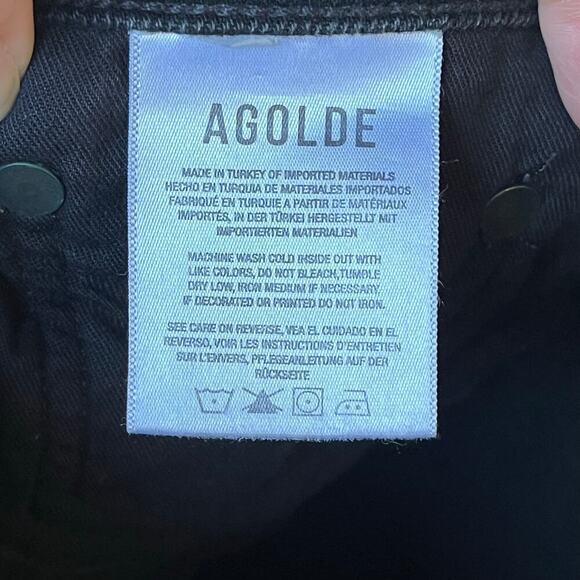 AGOLDE
MADE IN TURKEY OF IMPORTED MATERIALS
HECHO EN TURQUIA DE MATERIALES IMPORTADOS
FABRIQUÉ EN TURQUIE A PARTIR DE MATÉRIAUX
IMPORTÉS, IN DER TÜRKEI HERGESTELLT MIT
IMPORTIERTEN MATERIALIEN
MACHINE WASH COLD INSIDE OUT WITH
LIKE COLORS, DO NOT BLEACH,TUMBLE
DRY LOW, IRON MEDIUM IF NECESSARY.
IF DECORATED OR PRINTED DO NOT IRON.
SEE CARE ON REVERSE, VEA EL CUIDADO EN EL
REVERSO, VOIR LES INSTRUCTIONS D'ENTRETIEN
SUR L'ENVERS, PFLEGEANLEITUNG AUF DER
RÜCKSEITE